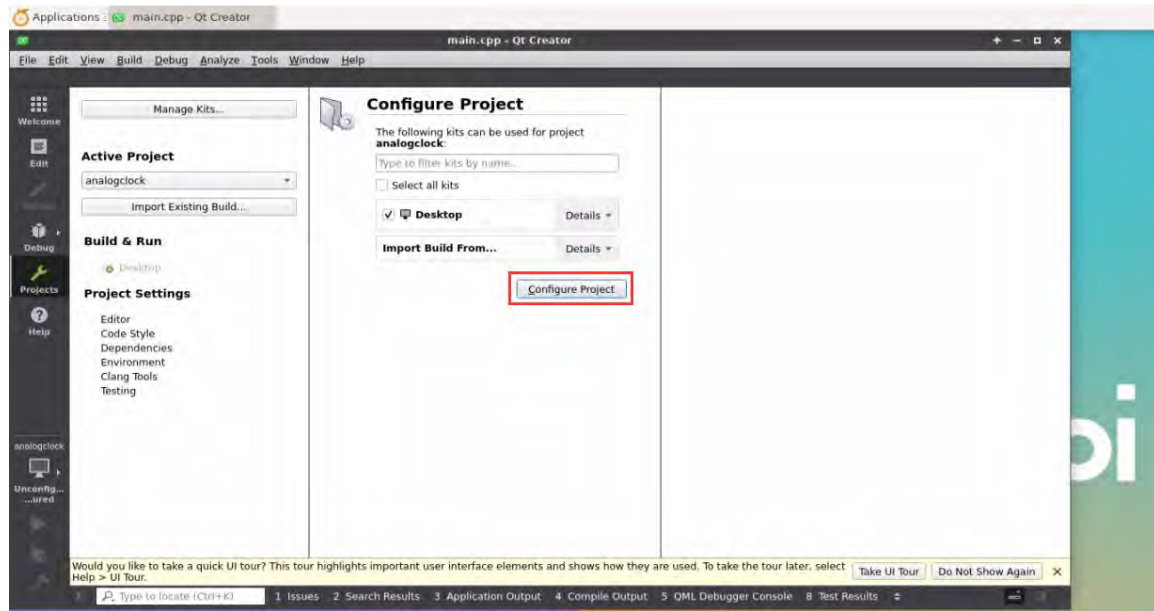 Applications : main.cpp - Qt Creator
main.cpp - Qt Creator
File Edit View Build Debug Analyze Tools Window Help
Welcome
Edit
Debug
Projects
Help
analogclock
Unconfig...
...ured
Manage Kits...
Active Project
analogclock
Import Existing Build...
Build & Run
Desktop
Project Settings
Editor
Code Style
Dependencies
Environment
Clang Tools
Testing
Configure Project
The following kits can be used for project
analogclock:
Type to filter kits by name...
Select all kits
Desktop Details
Import Build From... Details
Configure Project
pi
Would you like to take a quick UI tour? This tour highlights important user interface elements and shows how they are used. To take the tour later, select
Help > UI Tour.
Take UI Tour Do Not Show Again
Type to locate (Ctrl+K) 1 Issues 2 Search Results 3 Application Output 4 Compile Output 5 QML Debugger Console 8 Test Results